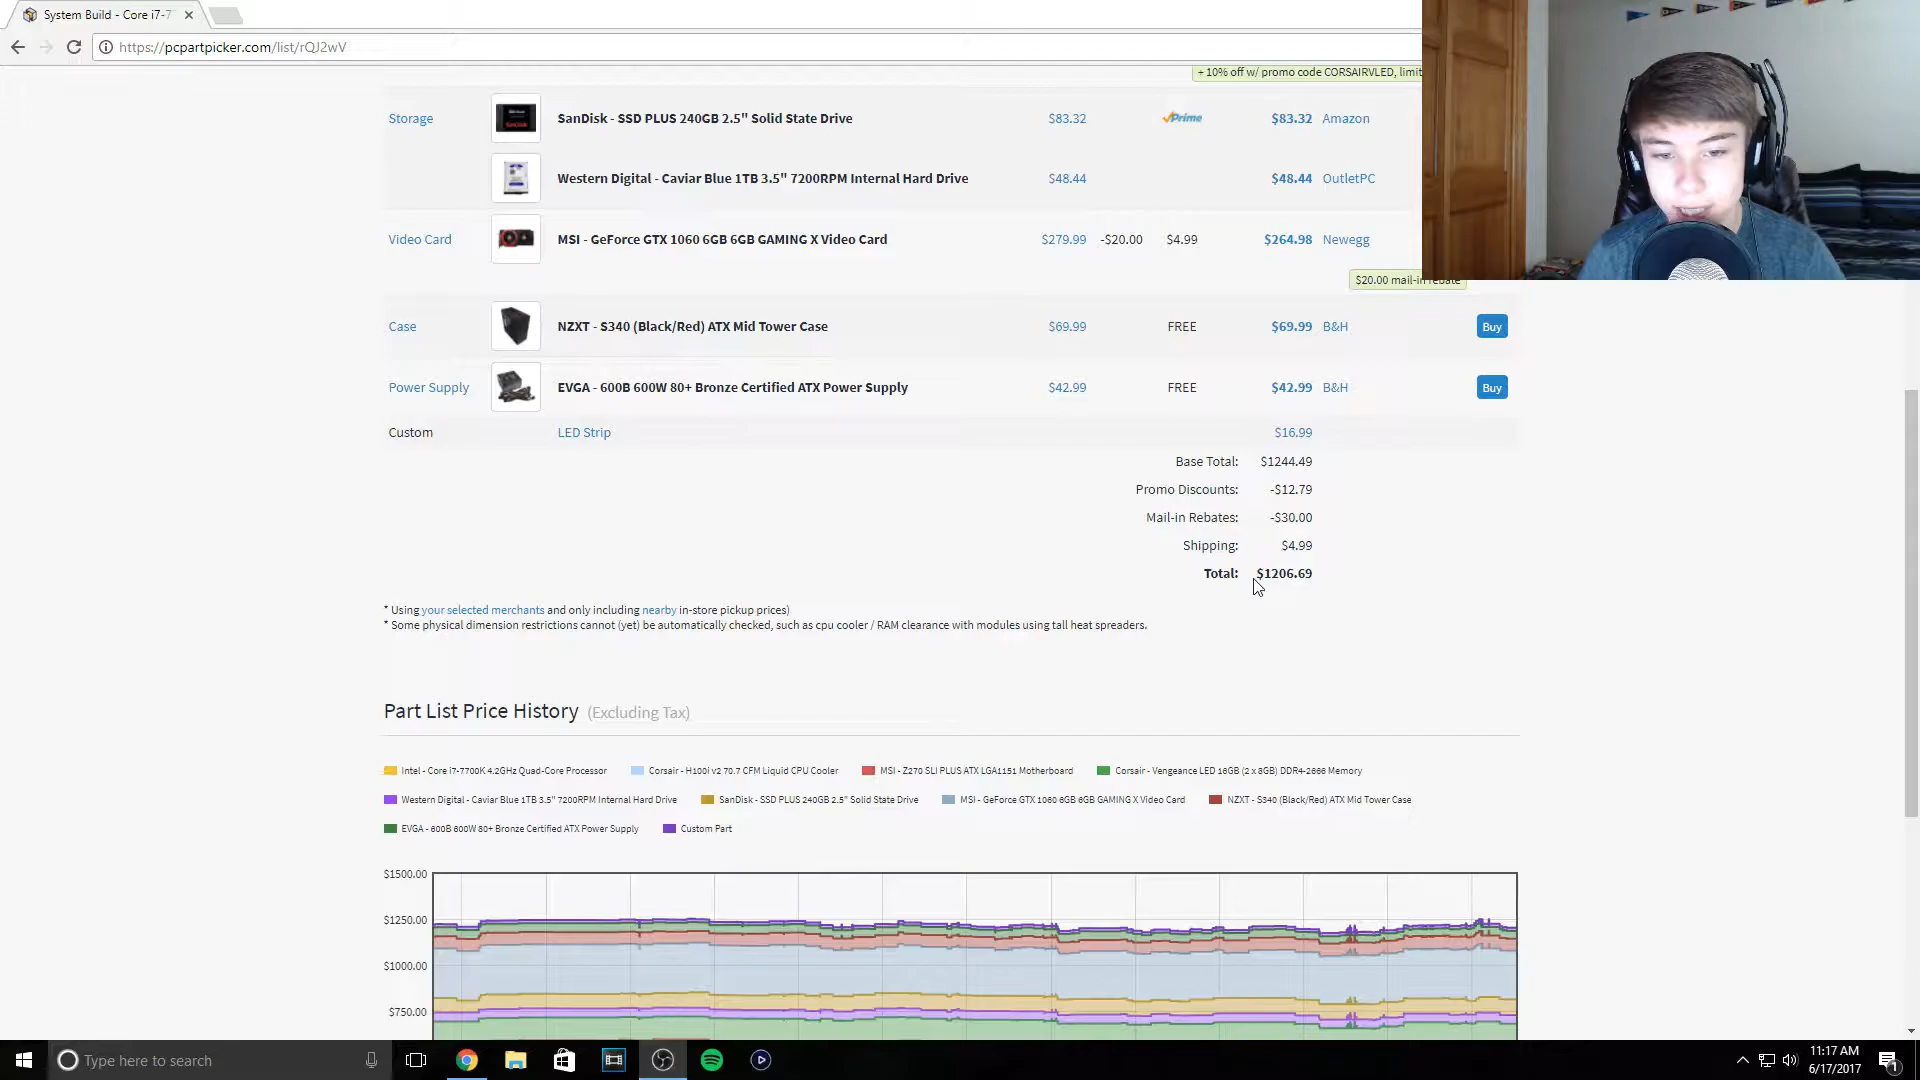 System Build - Core i7-7
https://pcpartpicker.com/list/rQJ2wV
+ 10% off w/ promo code CORSAIRVLED, limit
Storage SanDisk - SSD PLUS 240GB 2.5" Solid State Drive $83.32 Prime $83.32 Amazon
Western Digital - Caviar Blue 1TB 3.5" 7200RPM Internal Hard Drive $48.44 $48.44 OutletPC
Video Card MSI - GeForce GTX 1060 6GB 6GB GAMING X Video Card $279.99 -$20.00 $4.99 $264.98 Newegg
$20.00 mail-in rebate
Case NZXT - S340 (Black/Red) ATX Mid Tower Case $69.99 FREE $69.99 B&H Buy
Power Supply EVGA - 600B 600W 80+ Bronze Certified ATX Power Supply $42.99 FREE $42.99 B&H Buy
Custom LED Strip $16.99
Base Total: $1244.49
Promo Discounts: -$12.79
Mail-in Rebates: -$30.00
Shipping: $4.99
Total: $1206.69
* Using your selected merchants and only including nearby in-store pickup prices)
* Some physical dimension restrictions cannot (yet) be automatically checked, such as cpu cooler / RAM clearance with modules using tall heat spreaders.
Part List Price History (Excluding Tax)
Intel - Core i7-7700K 4.2GHz Quad-Core Processor Corsair - H100i v2 70.7 CFM Liquid CPU Cooler MSI - Z270 SLI PLUS ATX LGA1151 Motherboard Corsair - Vengeance LED 16GB (2 x 8GB) DDR4-2666 Memory
Western Digital - Caviar Blue 1TB 3.5" 7200RPM Internal Hard Drive SanDisk - SSD PLUS 240GB 2.5" Solid State Drive MSI - GeForce GTX 1060 6GB 6GB GAMING X Video Card NZXT - S340 (Black/Red) ATX Mid Tower Case
EVGA - 600B 600W 80+ Bronze Certified ATX Power Supply Custom Part
$1500.00
$1250.00
$1000.00
$750.00
Type here to search
11:17 AM
6/17/2017
1